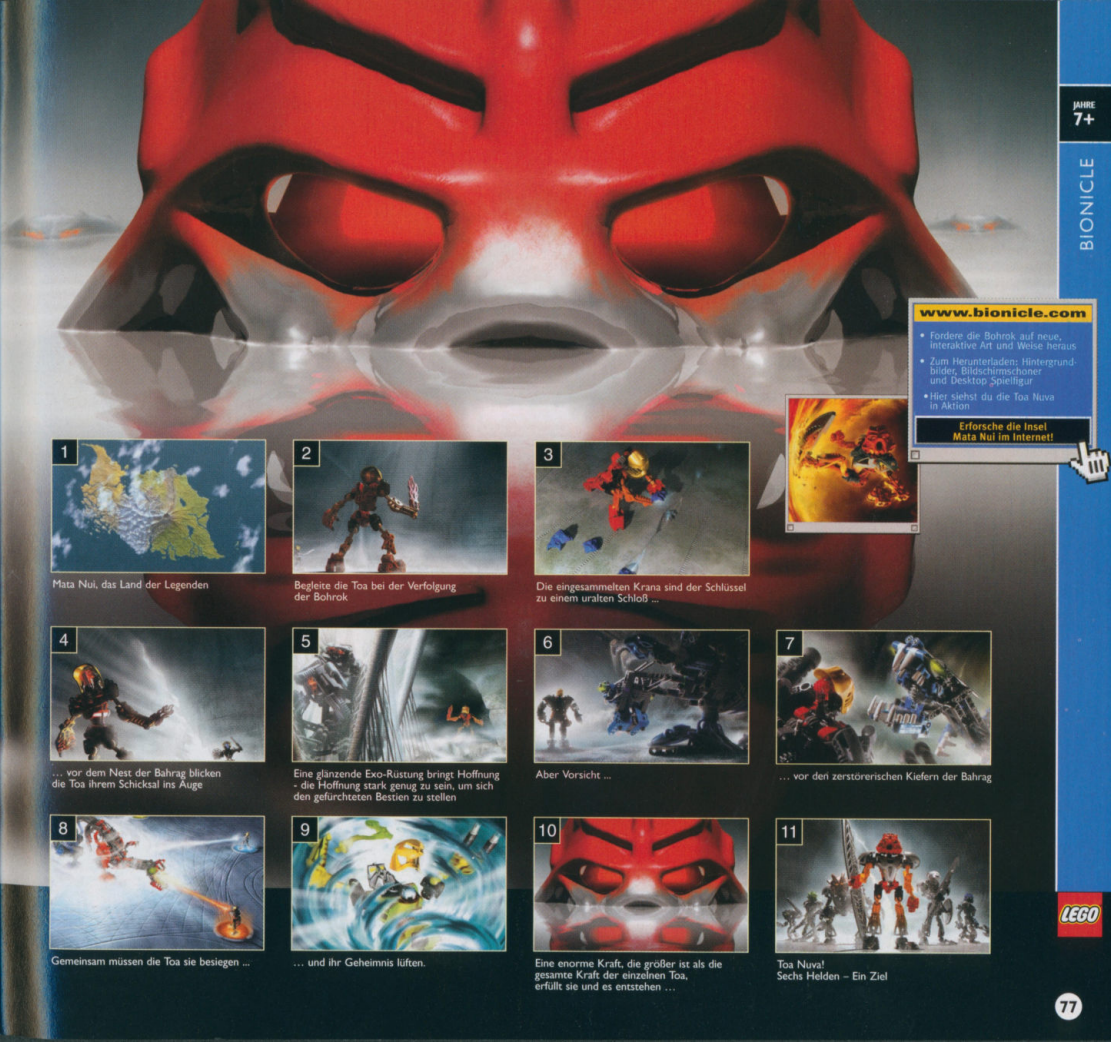 JAHRE
7+
BIONICLE
www.bionicle.com
• Fordere die Bohrok auf neue,
interaktive Art und Weise heraus
• Zum Herunterladen: Hintergrund-
bilder, Bildschirmschoner
und Desktop Spielfigur
• Hier siehst du die Toa Nuva
in Aktion
Erforsche die Insel
Mata Nui im Internet!
1
Mata Nui, das Land der Legenden
2
Begleite die Toa bei der Verfolgung
der Bohrok
3
Die eingesammelten Krana sind der Schlüssel
zu einem uralten Schloß ...
4
... vor dem Nest der Bahrag blicken
die Toa ihrem Schicksal ins Auge
5
Eine glänzende Exo-Rüstung bringt Hoffnung
- die Hoffnung stark genug zu sein, um sich
den gefürchteten Bestien zu stellen
6
Aber Vorsicht ...
7
... vor den zerstörerischen Kiefern der Bahrag
8
Gemeinsam müssen die Toa sie besiegen ...
9
... und ihr Geheimnis lüften.
10
Eine enorme Kraft, die größer ist als die
gesamte Kraft der einzelnen Toa,
erfüllt sie und es entstehen ...
11
Toa Nuva!
Sechs Helden – Ein Ziel
LEGO
77